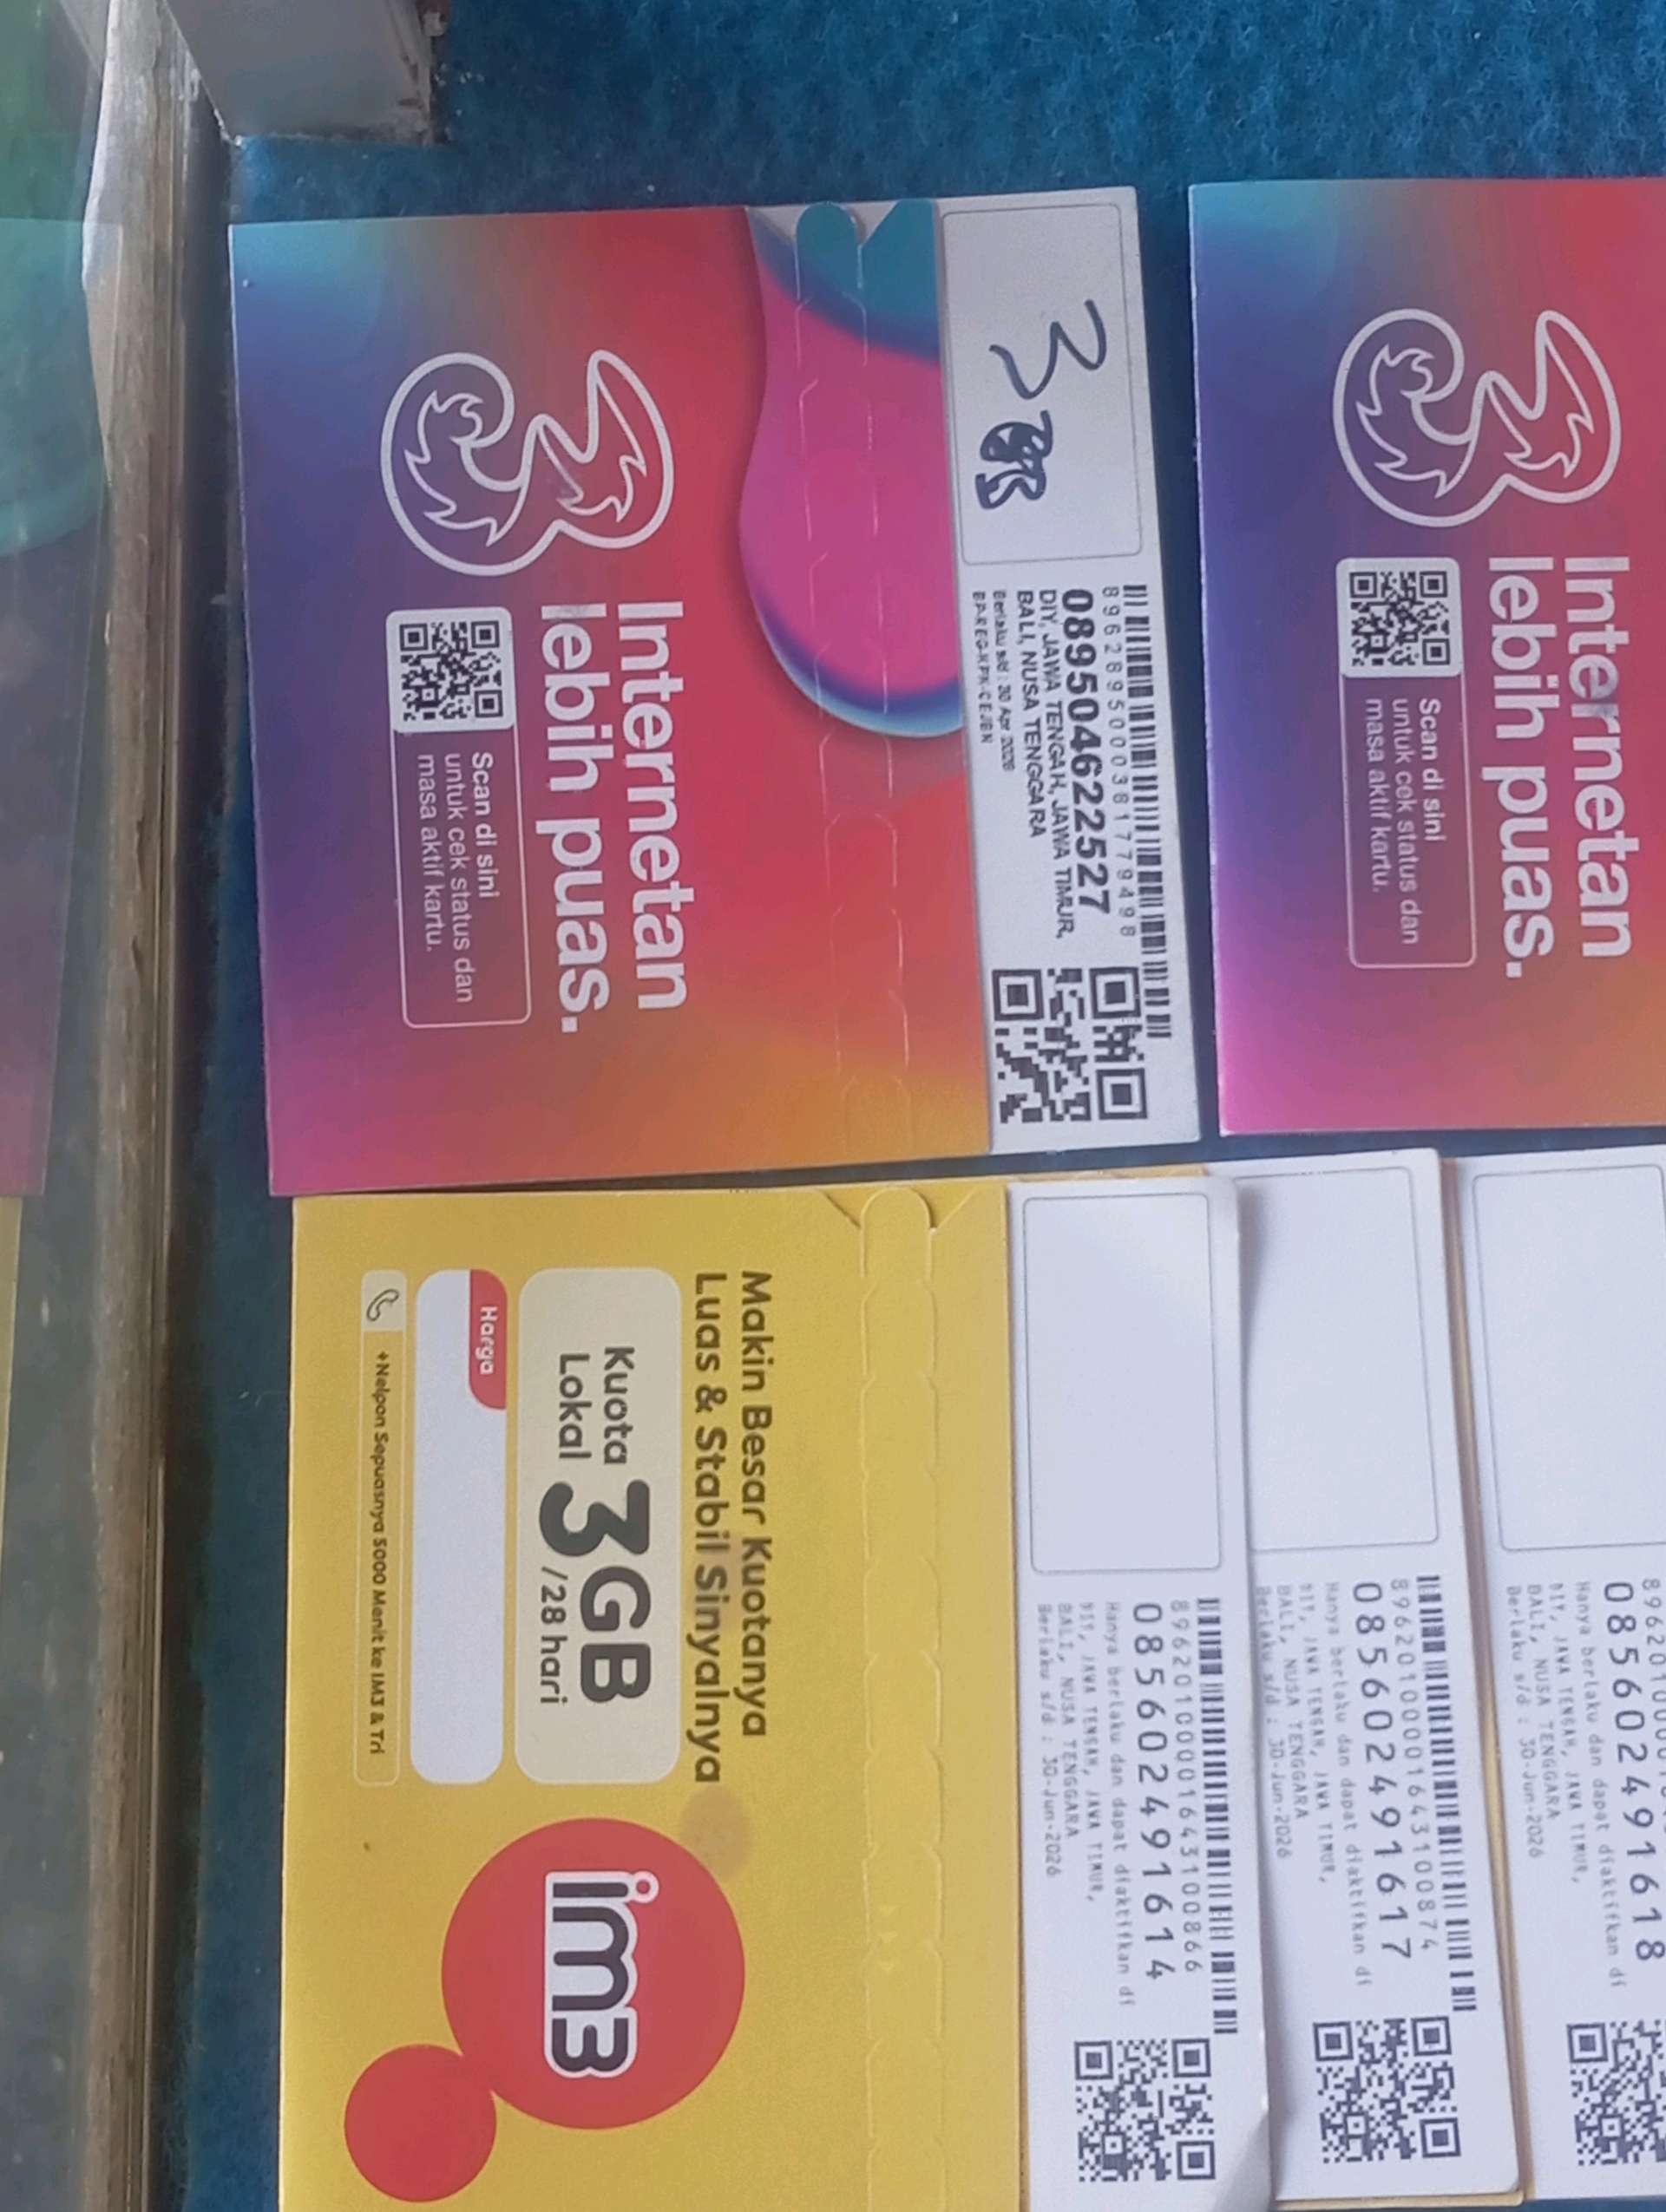 3
8962895000381779498
089504622527
DIY, JAWA TENGAH, JAWA TIMUR,
BALI, NUSA TENGGARA
Berlaku s/d : 30 Apr 2026
Internetan
lebih puas.
Scan di sini
untuk cek status dan
masa aktif kartu.
Internetan
lebih puas.
Scan di sini
untuk cek status dan
masa aktif kartu.
Makin Besar Kuotanya
Luas & Stabil Sinyalnya
Kuota
Lokal
3GB
/28 hari
Harga
+Nelpon Sepuasnya 5000 Menit ke IM3 & Tri
im3
89620100001643100866
085602491614
Hanya berlaku dan dapat diaktifkan di
DIY, JAWA TENGAH, JAWA TIMUR,
BALI, NUSA TENGGARA
Berlaku s/d : 30-Jun-2026
89620100001643100874
085602491617
Hanya berlaku dan dapat diaktifkan di
DIY, JAWA TENGAH, JAWA TIMUR,
BALI, NUSA TENGGARA
Berlaku s/d : 30-Jun-2026
085602491618
Hanya berlaku dan dapat diaktifkan di
DIY, JAWA TENGAH, JAWA TIMUR,
BALI, NUSA TENGGARA
Berlaku s/d : 30-Jun-2026